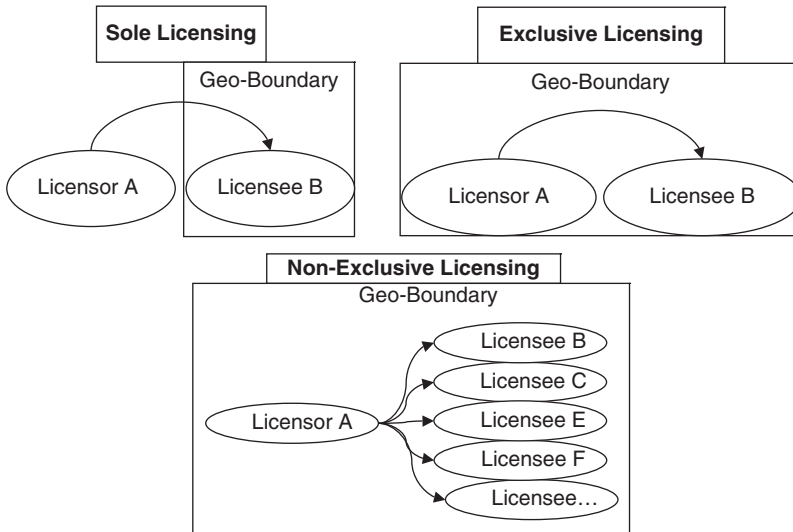 Sole Licensing
Geo-Boundary
Licensor A
Licensee B
Exclusive Licensing
Geo-Boundary
Licensor A
Licensee B
Non-Exclusive Licensing
Geo-Boundary
Licensor A
Licensee B
Licensee C
Licensee E
Licensee F
Licensee…